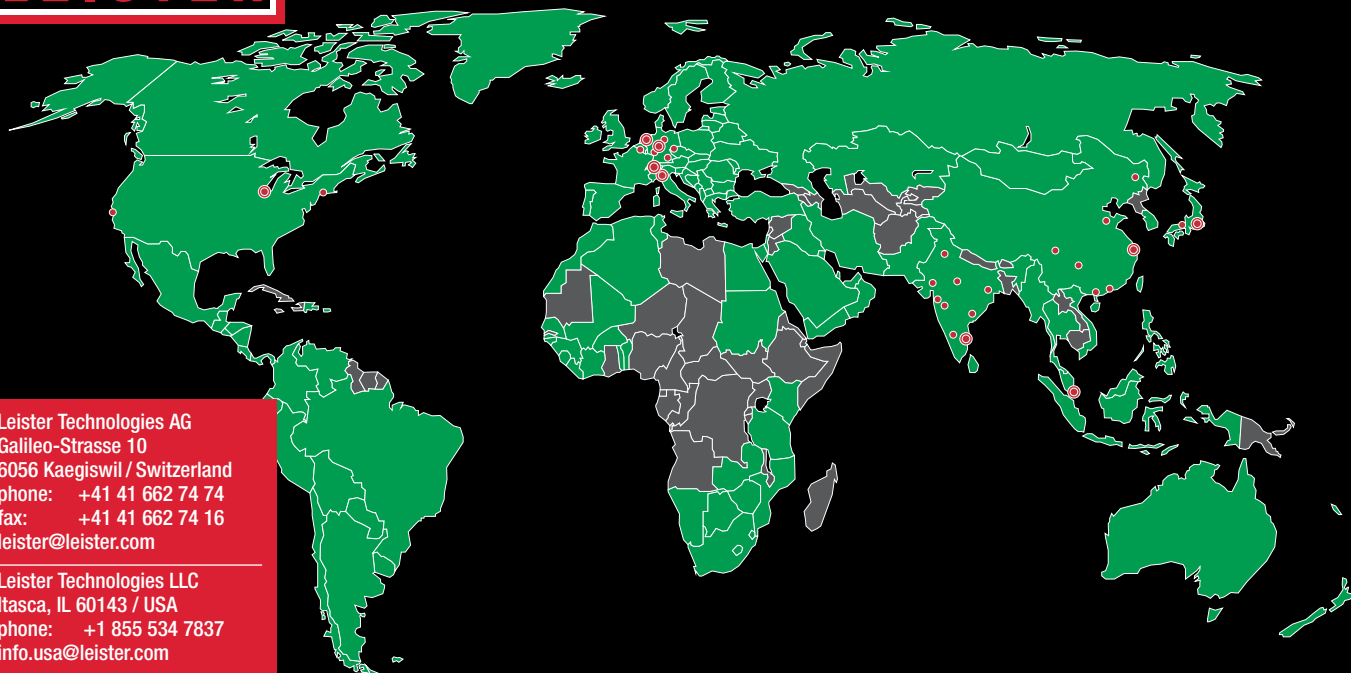 Leister Technologies AG
Galileo-Strasse 10
6056 Kaegiswil / Switzerland
phone: +41 41 662 74 74
fax: +41 41 662 74 16
leister@leister.com
Leister Technologies LLC
Itasca, IL 60143 / USA
phone: +1 855 534 7837
info.usa@leister.com